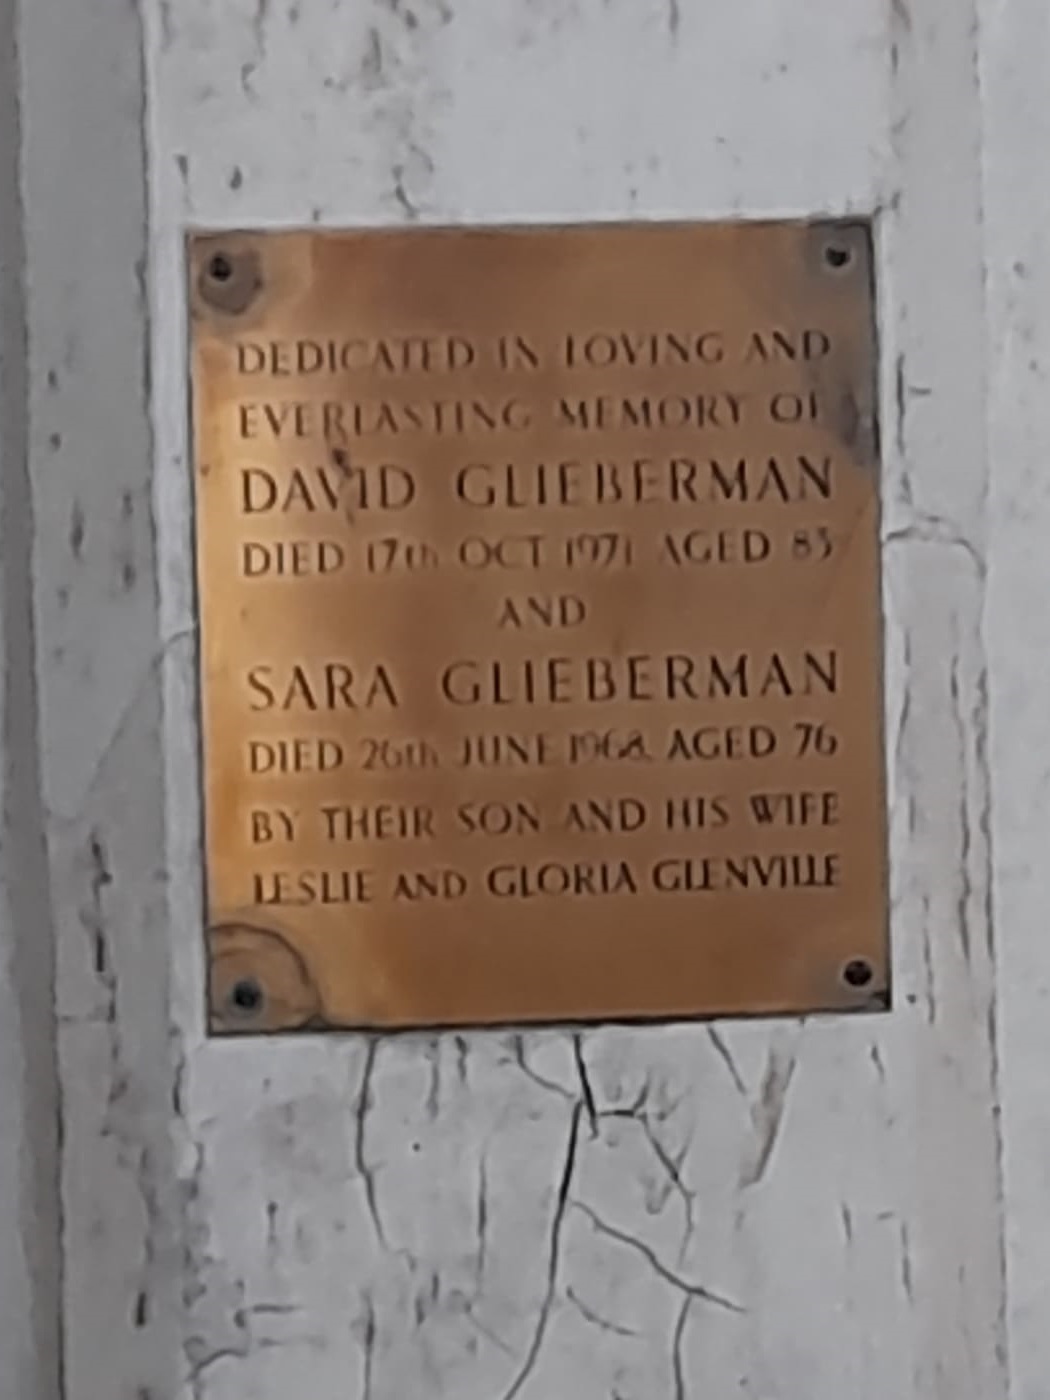 DEDICATED IN LOVING AND
EVERLASTING MEMORY OF
DAVID GLIEBERMAN
DIED 17th OCT 1971 AGED 83
AND
SARA GLIEBERMAN
DIED 26th JUNE 1968 AGED 76
BY THEIR SON AND HIS WIFE
LESLIE AND GLORIA GLENVILLE